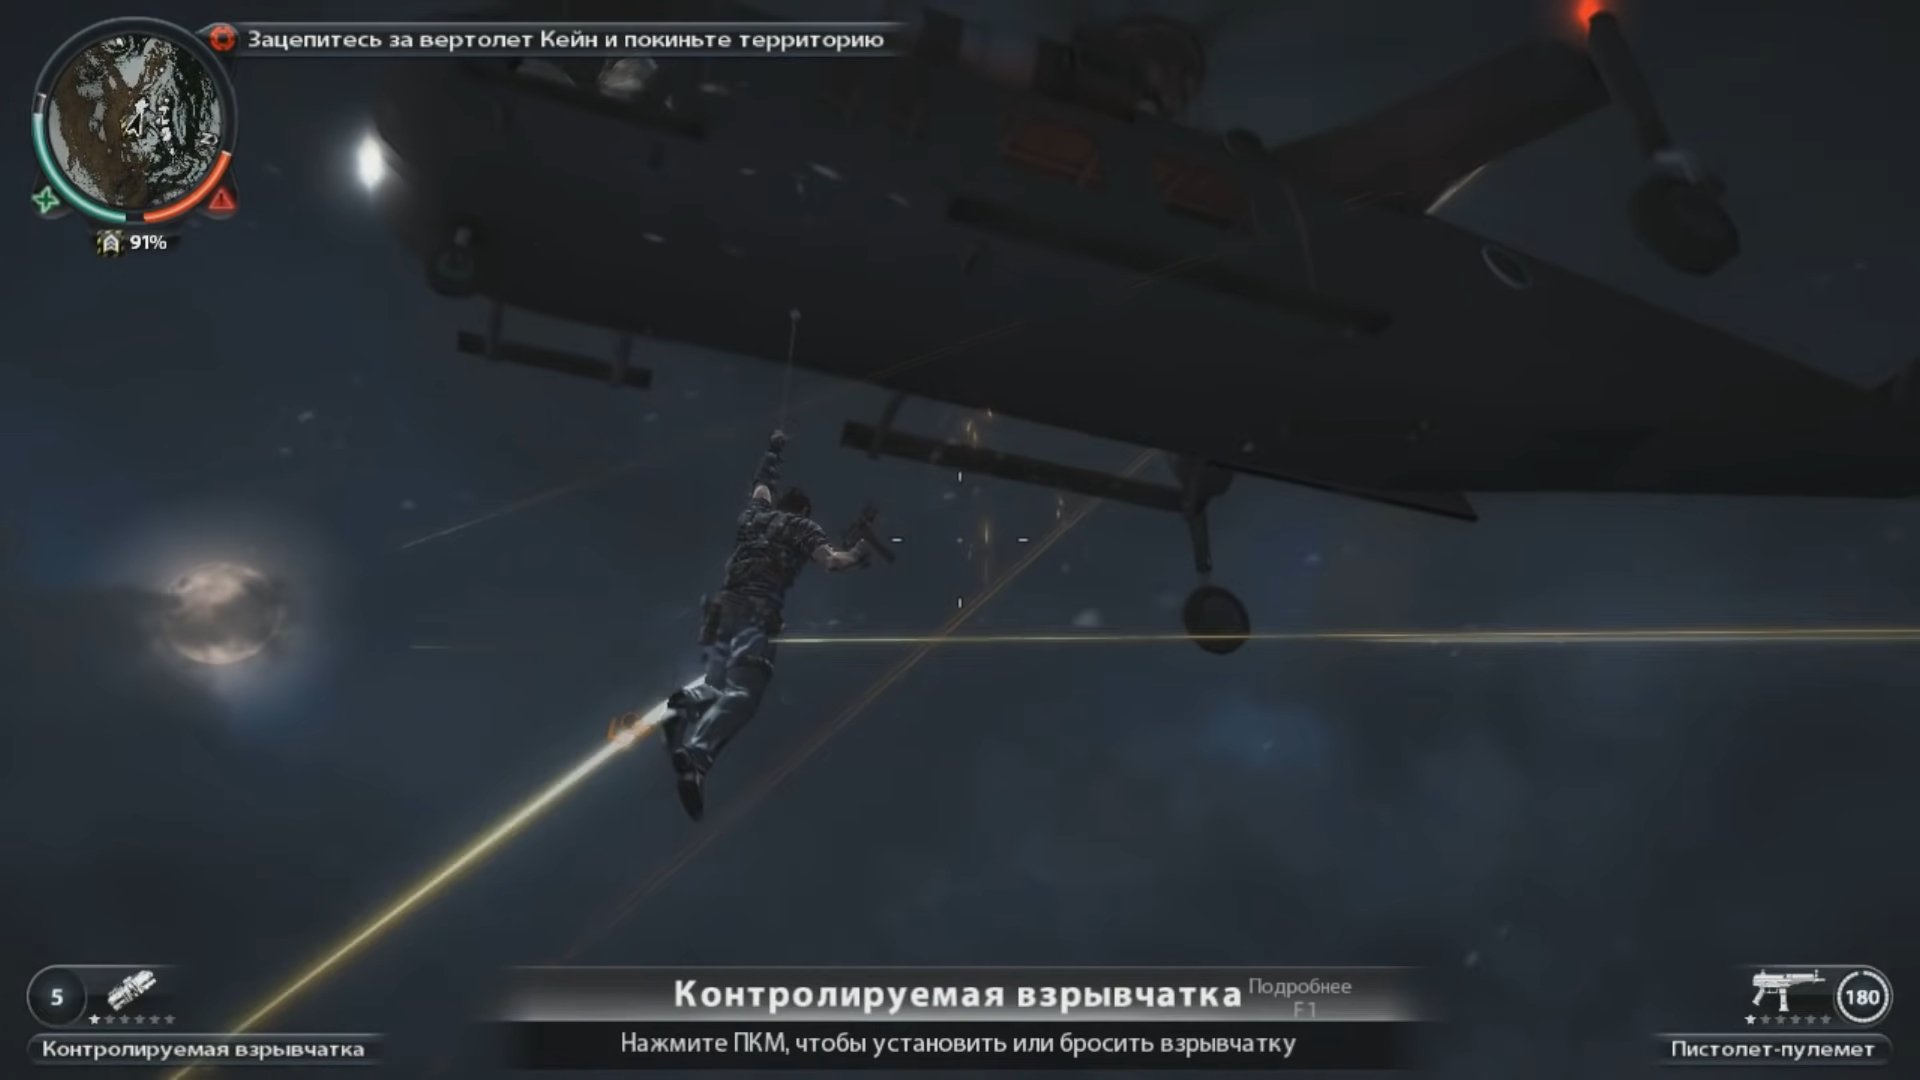 Зацепитесь за вертолет Кейн и покиньте территорию
91%
5
Контролируемая взрывчатка
Контролируемая взрывчатка
Подробнее
F1
Нажмите ПКМ, чтобы установить или бросить взрывчатку
180
Пистолет-пулемет